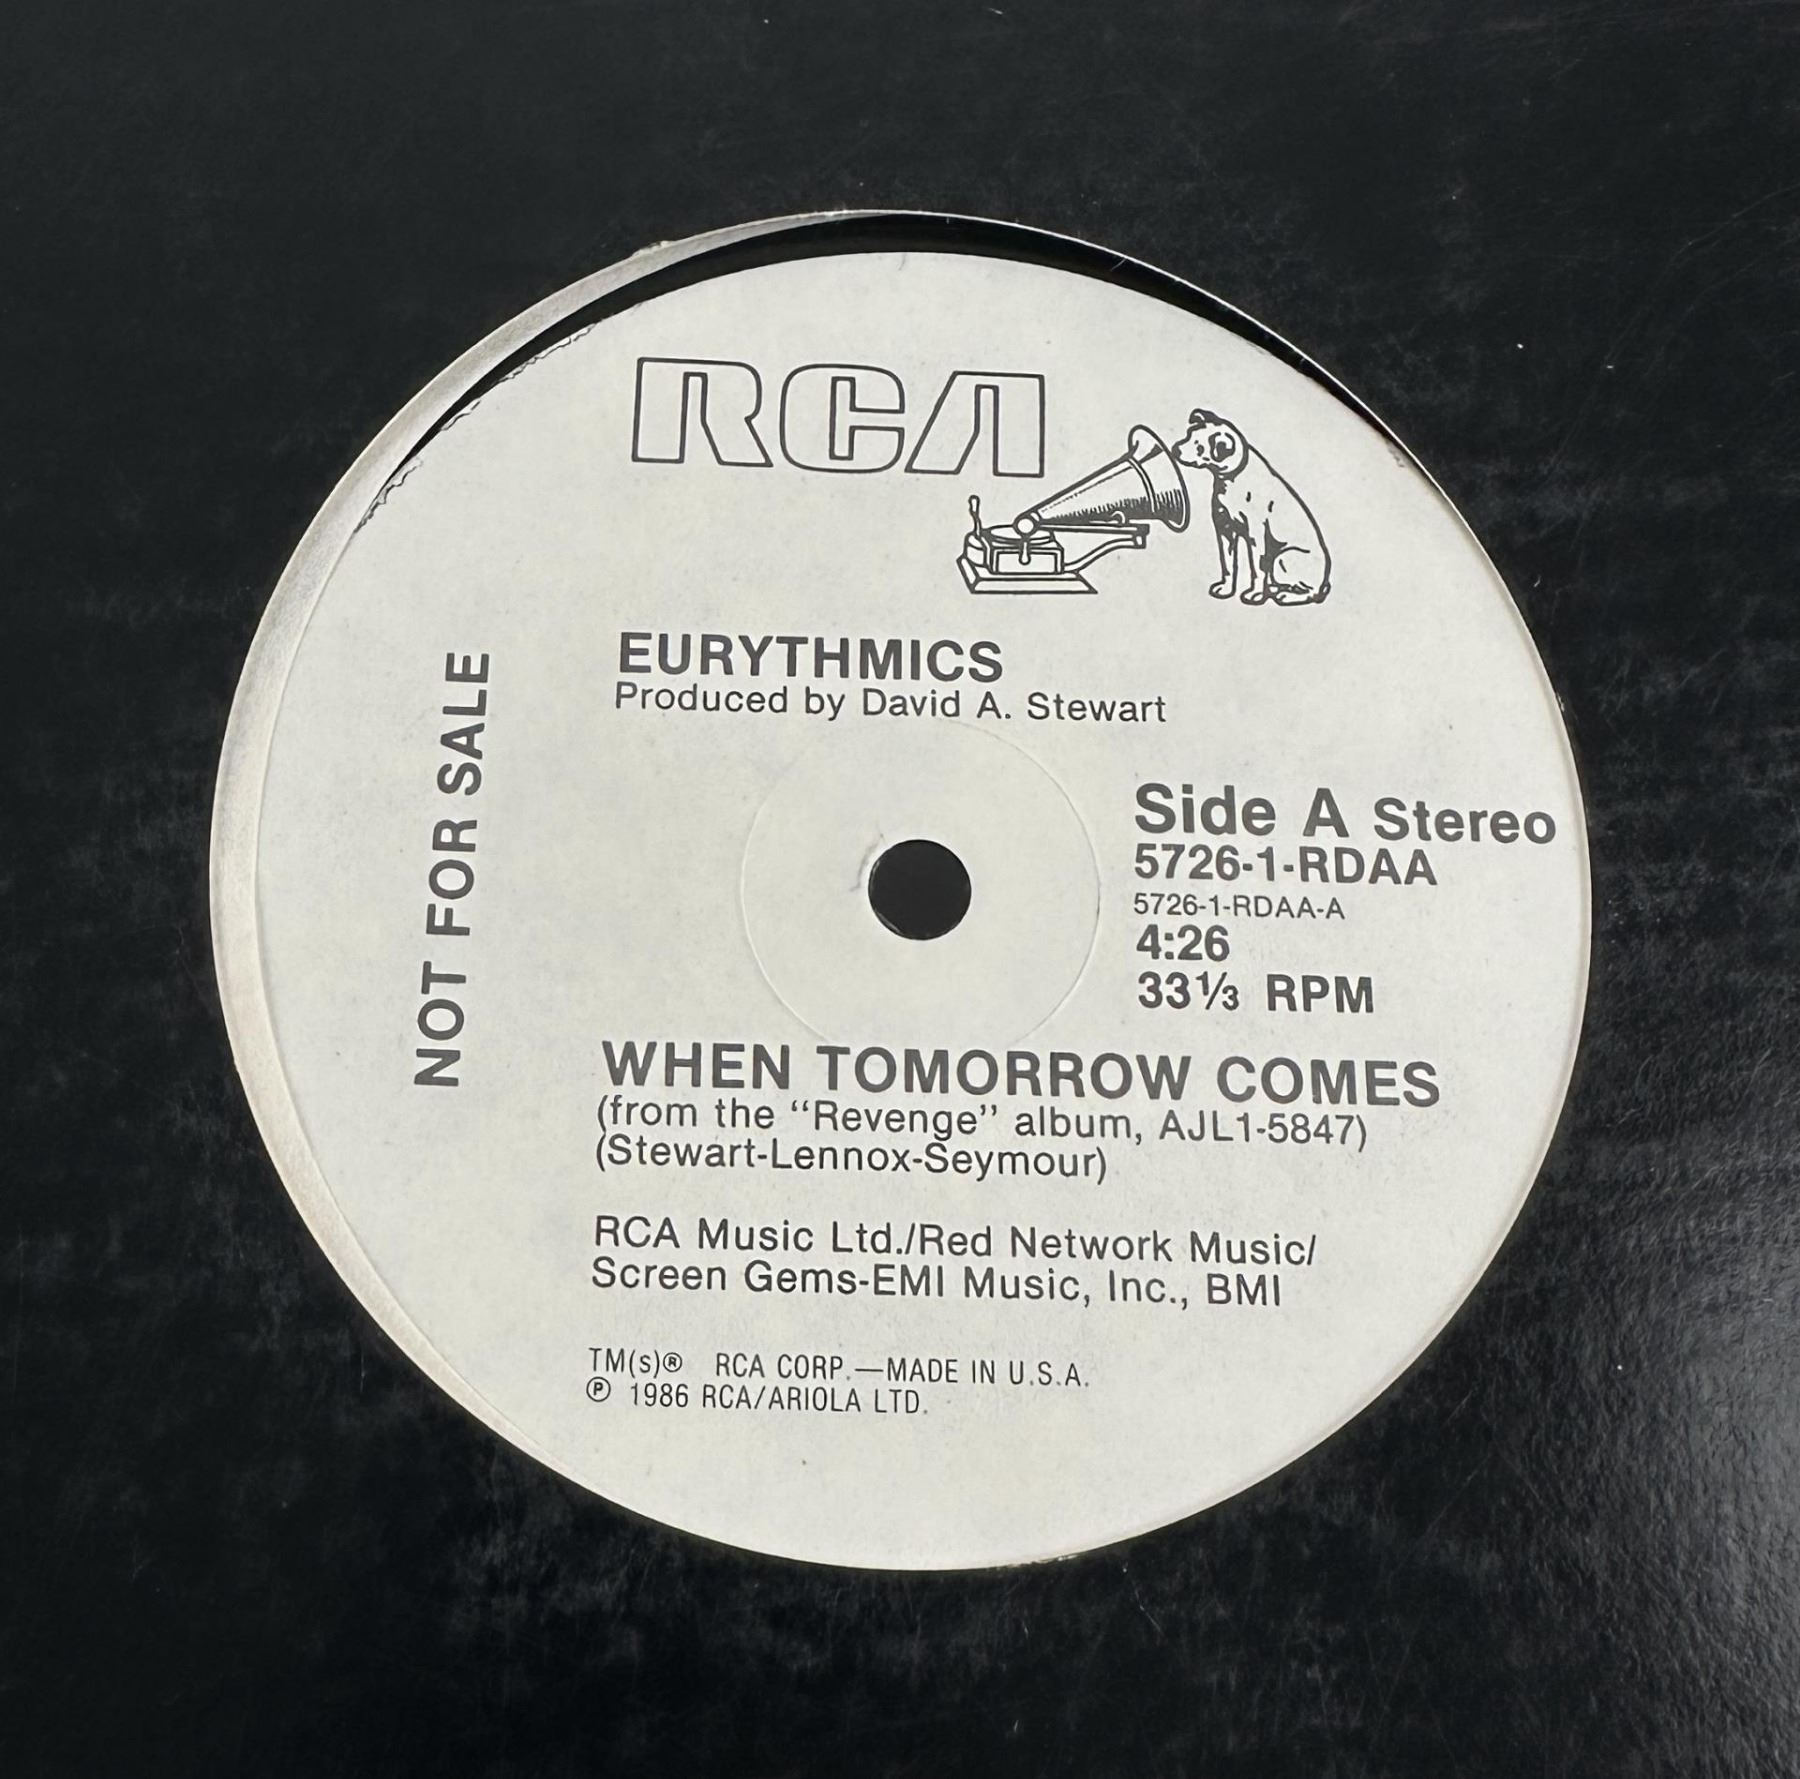 RCA
EURYTHMICS
Produced by David A. Stewart
NOT FOR SALE
Side A Stereo
5726-1-RDAA
5726-1-RDAA-A
4:26
33⅓ RPM
WHEN TOMORROW COMES
(from the “Revenge” album, AJL1-5847)
(Stewart-Lennox-Seymour)
RCA Music Ltd./Red Network Music/
Screen Gems-EMI Music, Inc., BMI
TM(s)® RCA CORP.—MADE IN U.S.A.
℗ 1986 RCA/ARIOLA LTD.